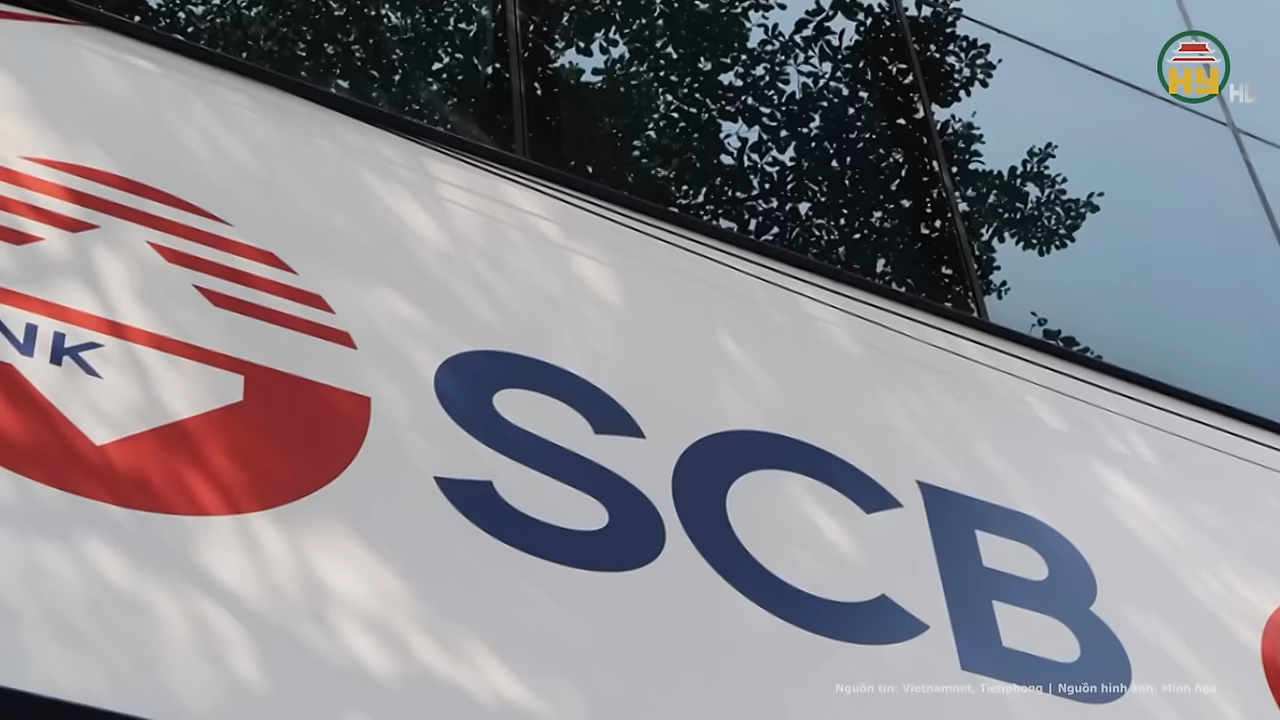 HY
HD
NK
SCB
Nguồn tin: Vietnamnet, Tienphong | Nguồn hình ảnh: Minh họa